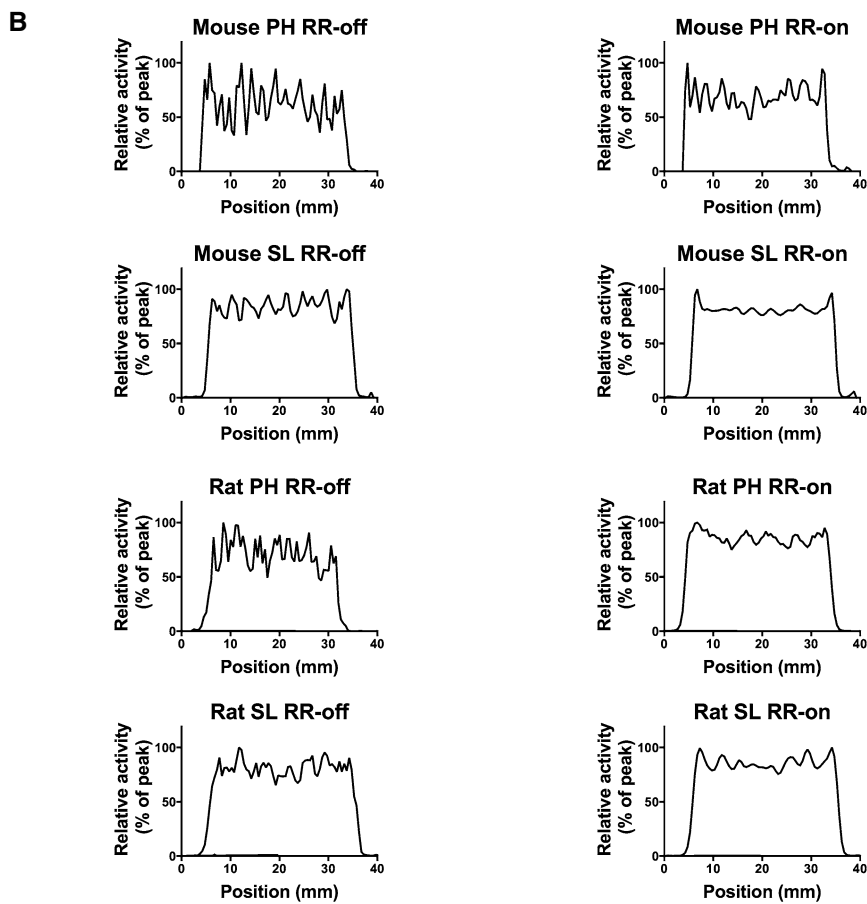 B
Mouse PH RR-off
Relative activity
(% of peak)
100
50
0
0 10 20 30 40
Position (mm)
Mouse PH RR-on
Relative activity
(% of peak)
100
50
0
0 10 20 30 40
Position (mm)
Mouse SL RR-off
Relative activity
(% of peak)
100
50
0
0 10 20 30 40
Position (mm)
Mouse SL RR-on
Relative activity
(% of peak)
100
50
0
0 10 20 30 40
Position (mm)
Rat PH RR-off
Relative activity
(% of peak)
100
50
0
0 10 20 30 40
Position (mm)
Rat PH RR-on
Relative activity
(% of peak)
100
50
0
0 10 20 30 40
Position (mm)
Rat SL RR-off
Relative activity
(% of peak)
100
50
0
0 10 20 30 40
Position (mm)
Rat SL RR-on
Relative activity
(% of peak)
100
50
0
0 10 20 30 40
Position (mm)